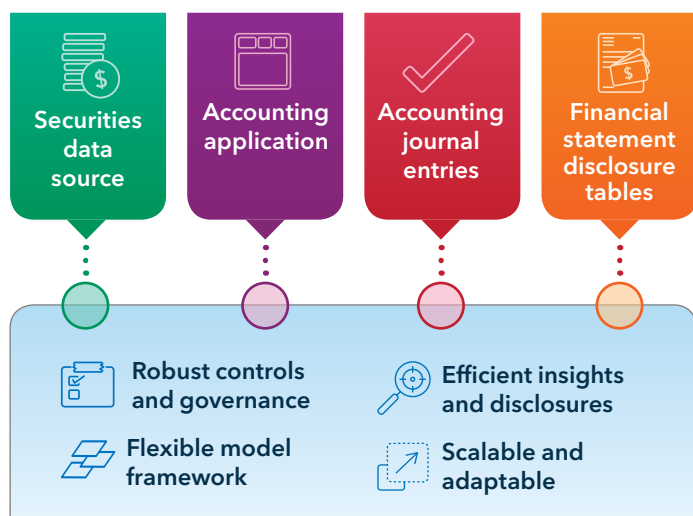 Securities
data
source
Accounting
application
Accounting
journal
entries
Financial
statement
disclosure
tables
Robust controls
and governance
Efficient insights
and disclosures
Flexible model
framework
Scalable and
adaptable